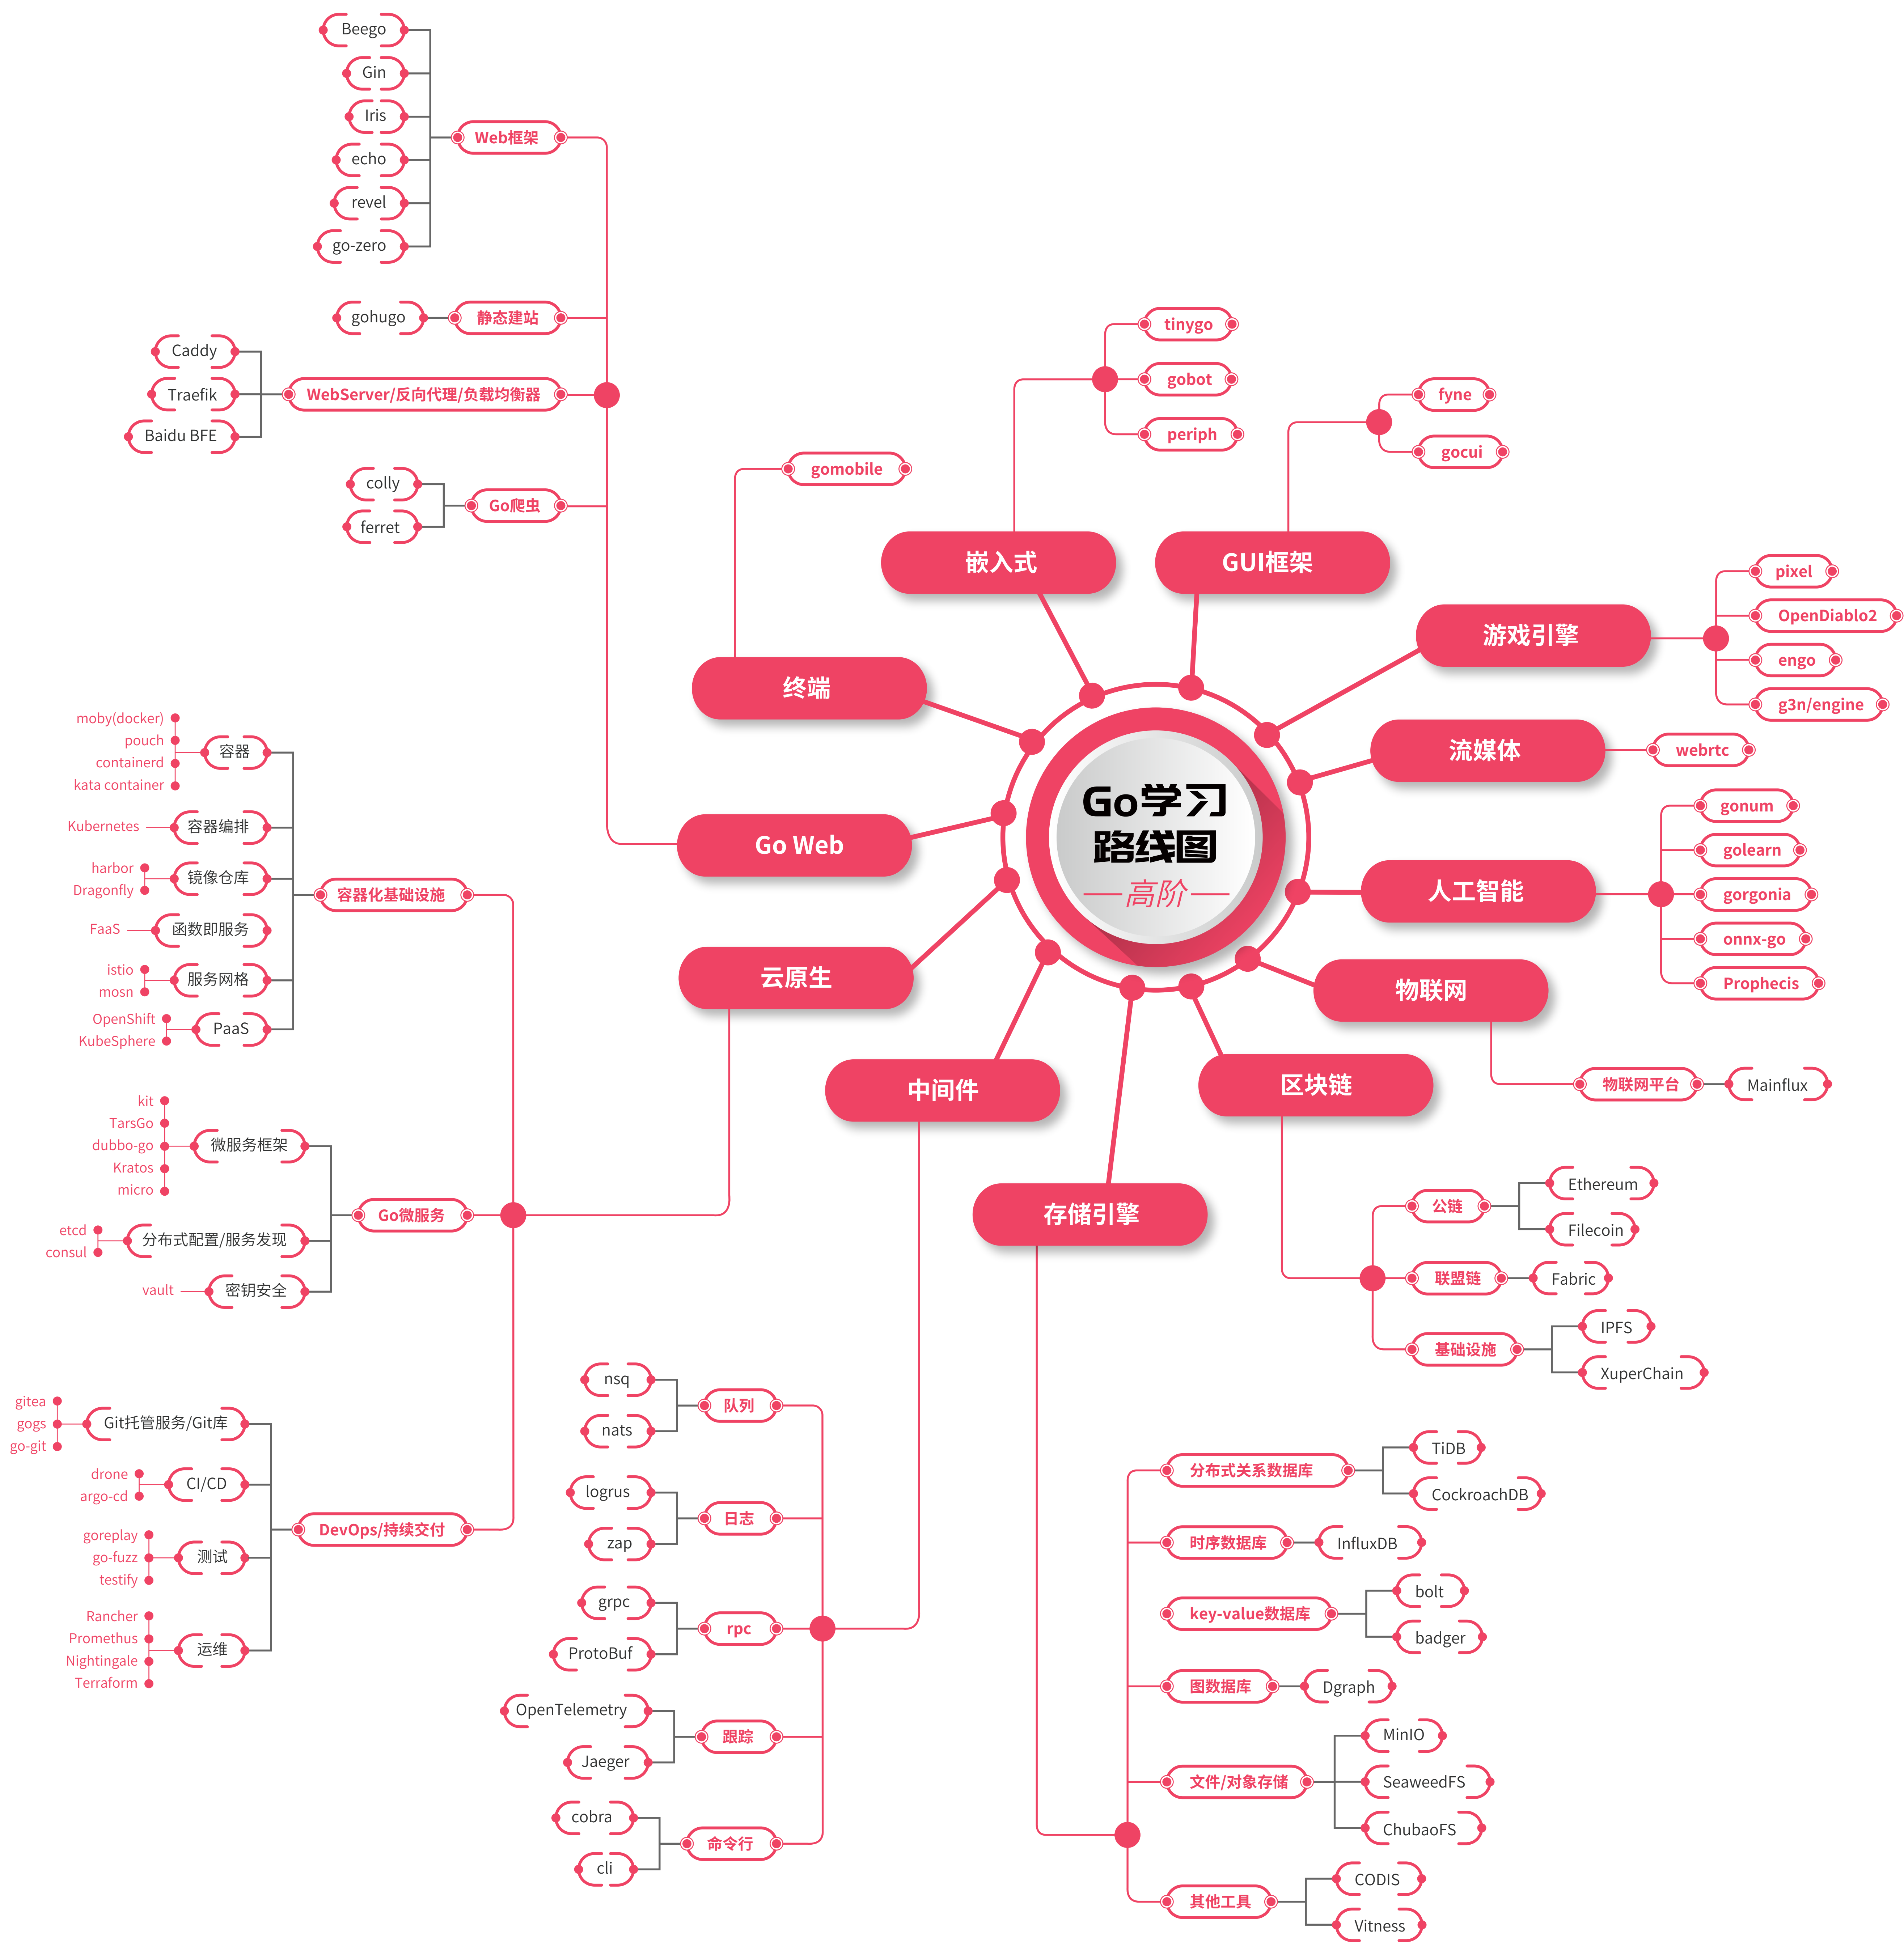 Go学习
路线图
高阶
Go Web
Web框架
Beego
Gin
Iris
echo
revel
go-zero
静态建站
gohugo
WebServer/反向代理/负载均衡器
Caddy
Traefik
Baidu BFE
Go爬虫
colly
ferret
终端
gomobile
嵌入式
tinygo
gobot
periph
GUI框架
fyne
gocui
游戏引擎
pixel
OpenDiablo2
engo
g3n/engine
流媒体
webrtc
人工智能
gonum
golearn
gorgonia
onnx-go
Prophecis
物联网
物联网平台
Mainflux
区块链
公链
Ethereum
Filecoin
联盟链
Fabric
基础设施
IPFS
XuperChain
存储引擎
分布式关系数据库
TiDB
CockroachDB
时序数据库
InfluxDB
key-value数据库
bolt
badger
图数据库
Dgraph
文件/对象存储
MinIO
SeaweedFS
ChubaoFS
其他工具
CODIS
Vitness
中间件
队列
nsq
nats
日志
logrus
zap
rpc
grpc
ProtoBuf
跟踪
OpenTelemetry
Jaeger
命令行
cobra
cli
云原生
容器化基础设施
容器
moby(docker)
pouch
containerd
kata container
容器编排
Kubernetes
镜像仓库
harbor
Dragonfly
函数即服务
FaaS
服务网格
istio
mosn
PaaS
OpenShift
KubeSphere
Go微服务
微服务框架
kit
TarsGo
dubbo-go
Kratos
micro
分布式配置/服务发现
etcd
consul
密钥安全
vault
DevOps/持续交付
Git托管服务/Git库
gitea
gogs
go-git
CI/CD
drone
argo-cd
测试
goreplay
go-fuzz
testify
运维
Rancher
Promethus
Nightingale
Terraform